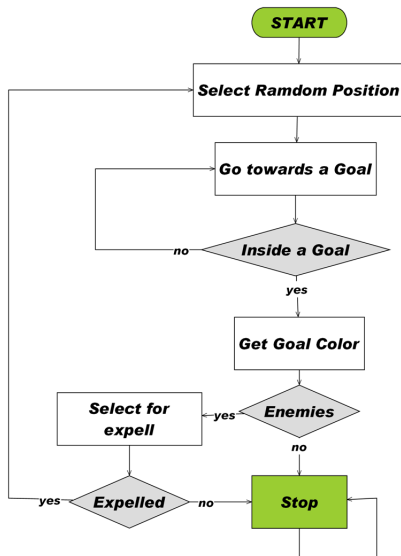 START
Select Ramdom Position
Go towards a Goal
Inside a Goal
no
yes
Get Goal Color
Enemies
yes
no
Select for
expell
Expelled
yes
no
Stop